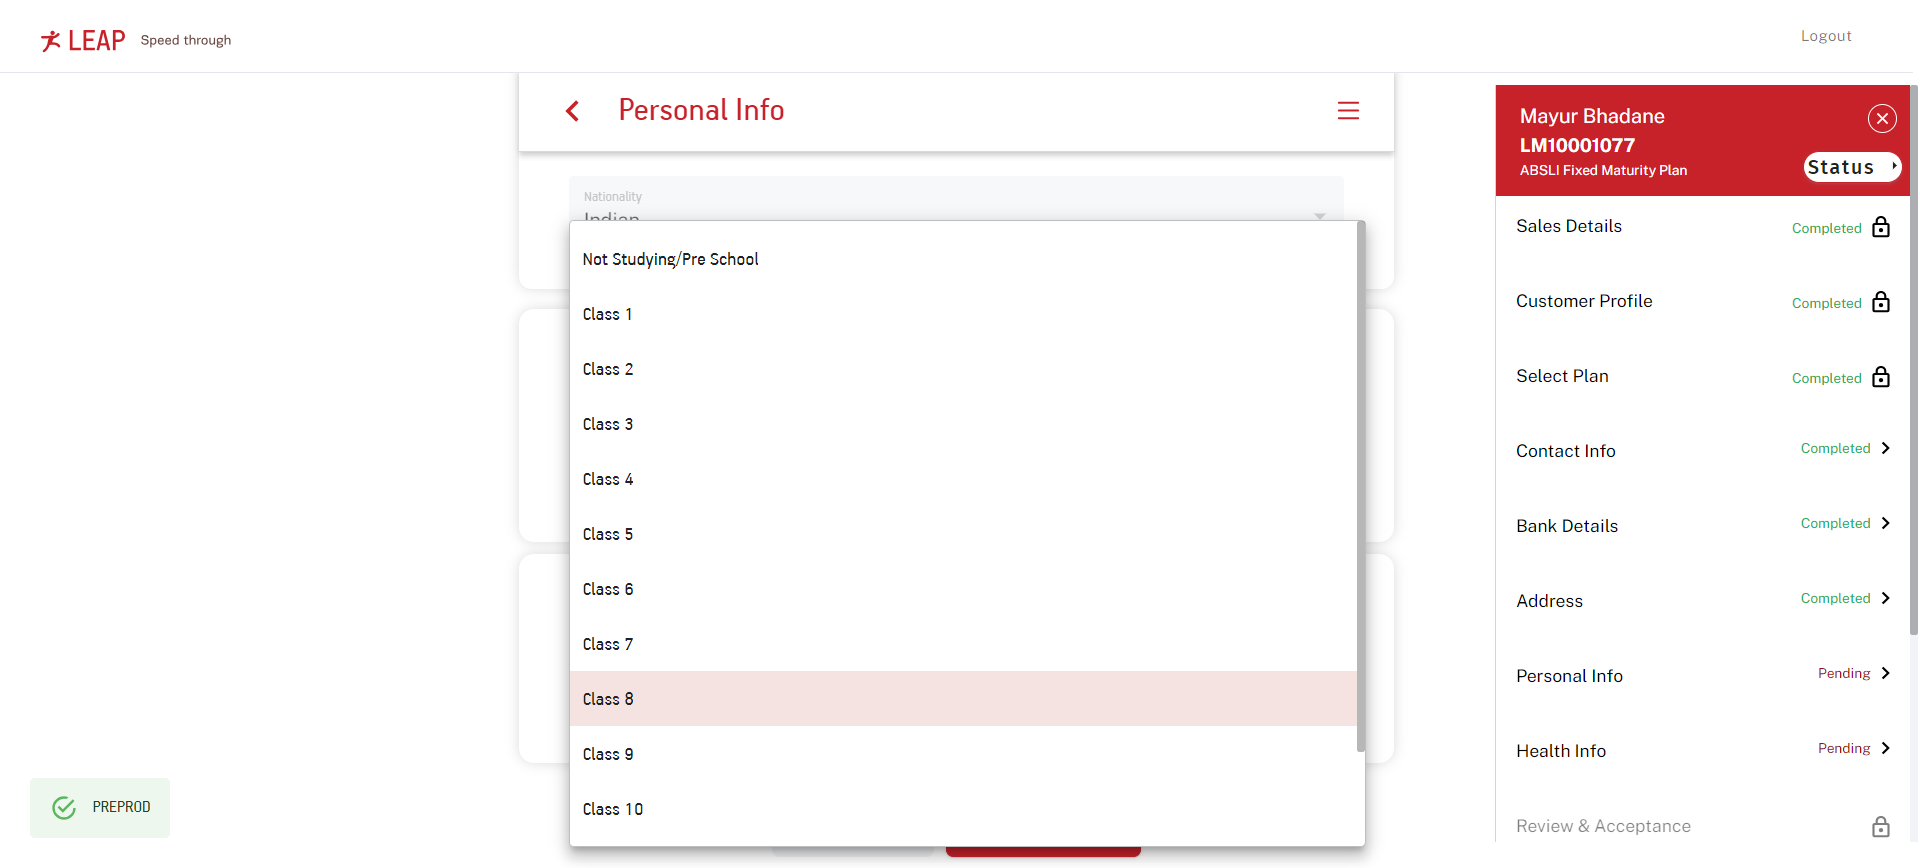 LEAP Speed through
Logout
Personal Info
Nationality
Indian
Not Studying/Pre School
Class 1
Class 2
Class 3
Class 4
Class 5
Class 6
Class 7
Class 8
Class 9
Class 10
PREPROD
Mayur Bhadane
LM10001077
ABSLI Fixed Maturity Plan
Status
Sales Details Completed
Customer Profile Completed
Select Plan Completed
Contact Info Completed
Bank Details Completed
Address Completed
Personal Info Pending
Health Info Pending
Review & Acceptance